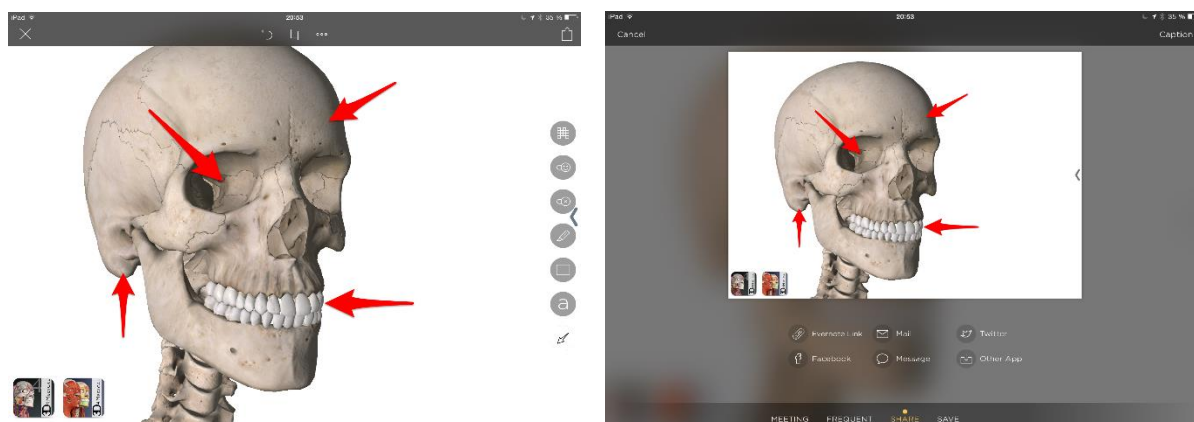 iPad
20:53
35 %
a
iPad
20:53
35 %
Cancel
Caption
Evernote Link
Mail
Twitter
Facebook
Message
Other App
MEETING
FREQUENT
SHARE
SAVE